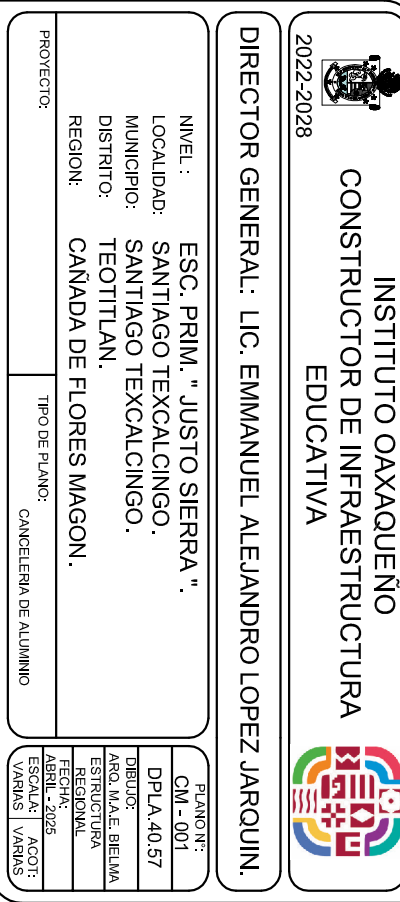 INSTITUTO OAXAQUEÑO
CONSTRUCTOR DE INFRAESTRUCTURA
EDUCATIVA
2022-2028
DIRECTOR GENERAL: LIC. EMMANUEL ALEJANDRO LOPEZ JARQUIN.
NIVEL : ESC. PRIM. " JUSTO SIERRA ".
LOCALIDAD: SANTIAGO TEXCALCINGO.
MUNICIPIO: SANTIAGO TEXCALCINGO.
DISTRITO: TEOTITLAN.
REGION: CAÑADA DE FLORES MAGON.
PROYECTO:
TIPO DE PLANO:
CANCELERIA DE ALUMINIO
PLANO N°:
CM - 001
DPLA.40.57
DIBUJO:
ARQ. M.A.E. BIELMA
ESTRUCTURA
REGIONAL
FECHA:
ABRIL - 2025
ESCALA: ACOT:
VARIAS VARIAS